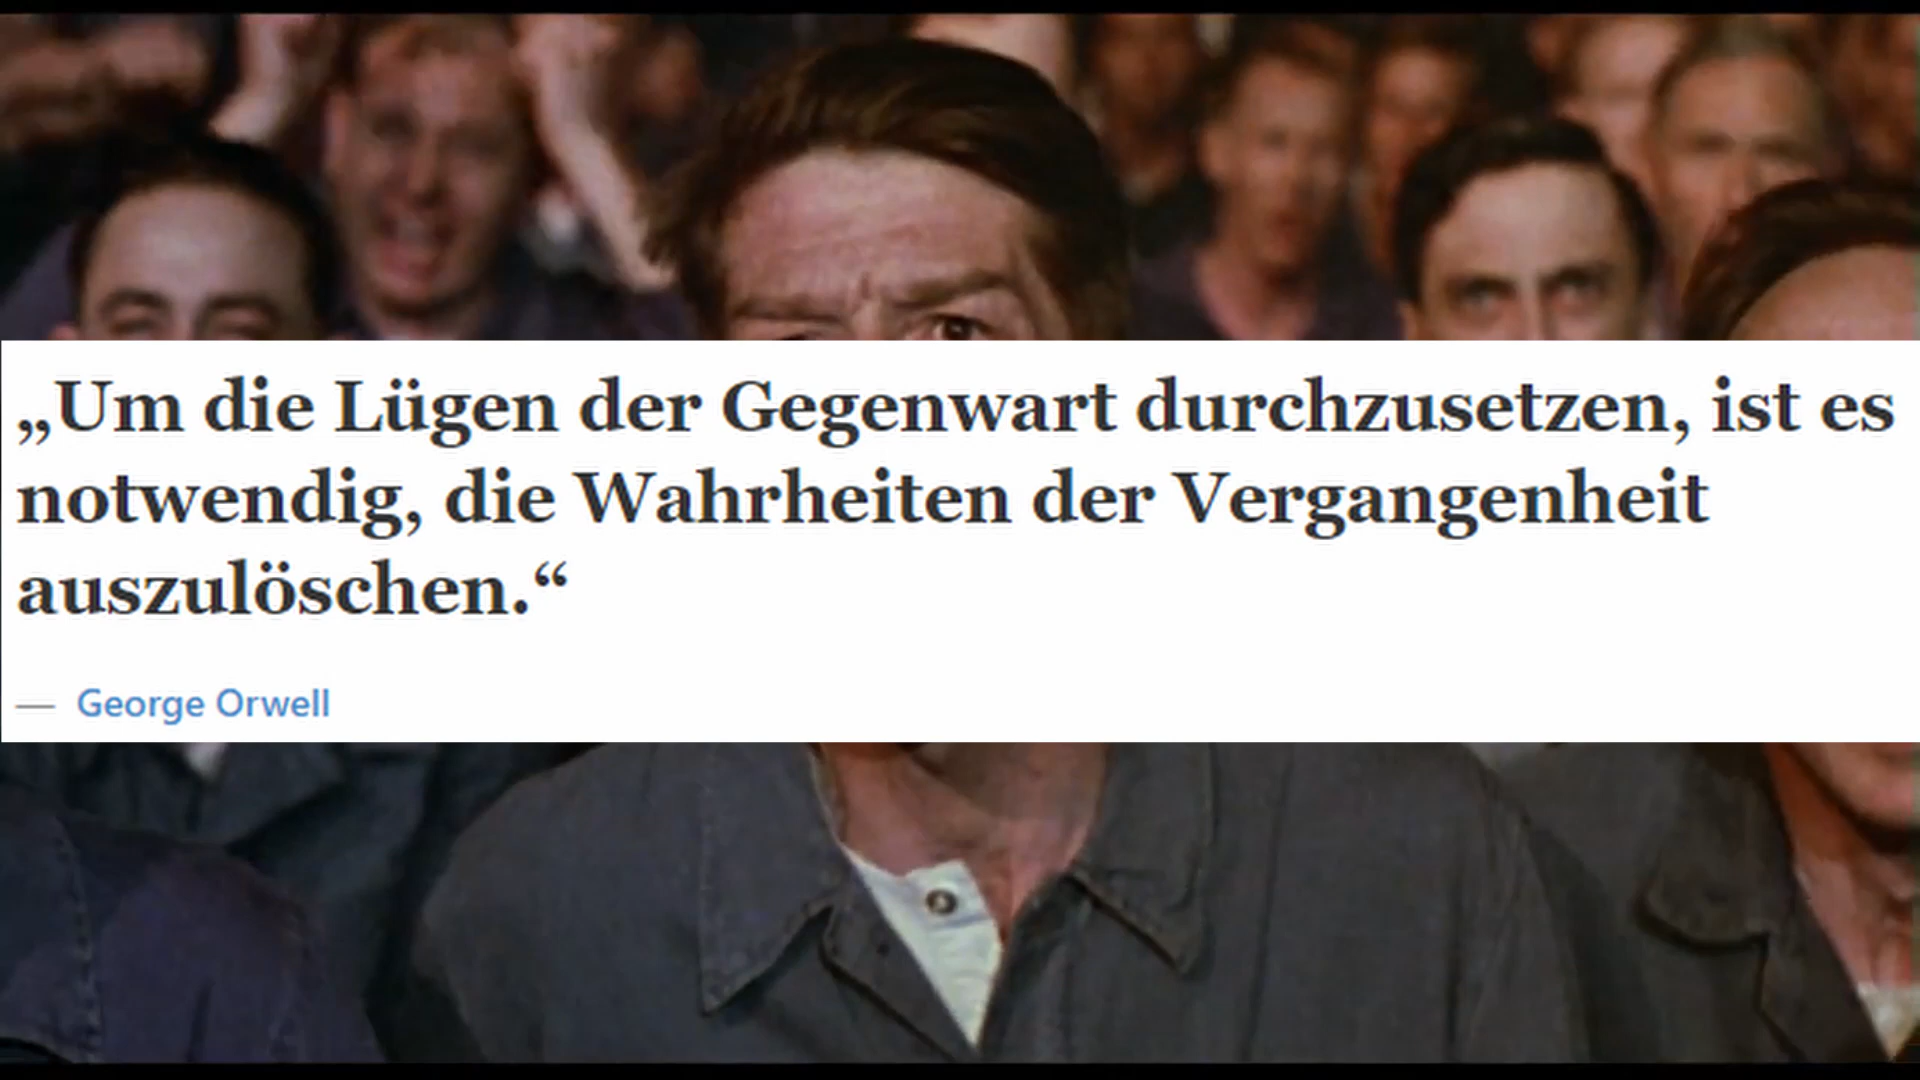 „Um die Lügen der Gegenwart durchzusetzen, ist es
notwendig, die Wahrheiten der Vergangenheit
auszulöschen.“
— George Orwell